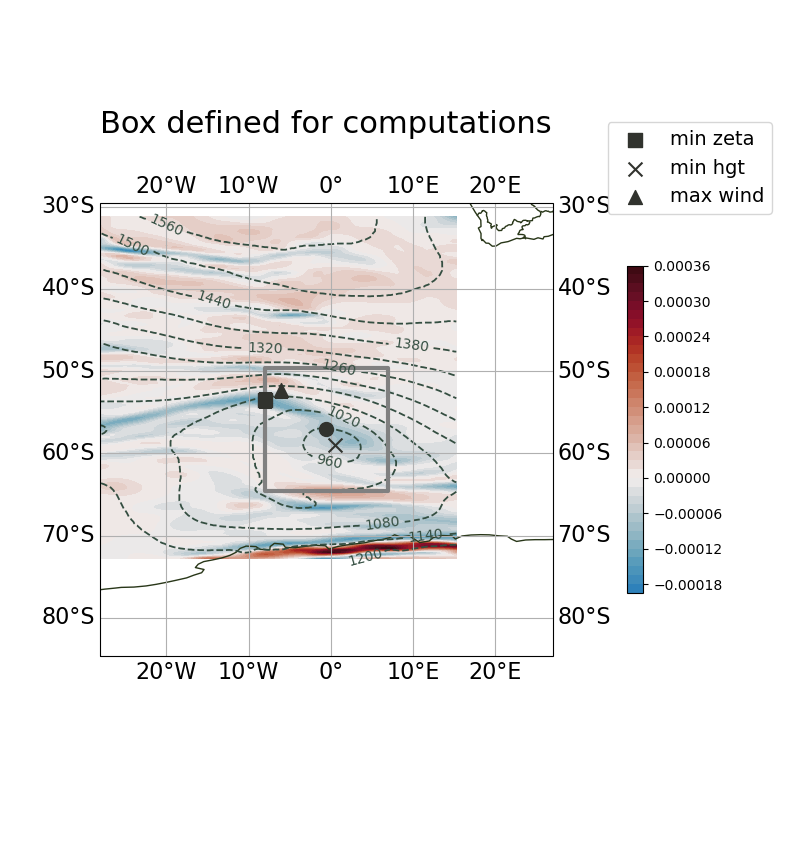 Box defined for computations
min zeta
min hgt
max wind
20°W 10°W 0° 10°E 20°E
30°S 30°S
40°S 40°S
50°S 50°S
60°S 60°S
70°S 70°S
80°S 80°S
20°W 10°W 0° 10°E 20°E
1560
1500
1440
1380
1320
1260
1020
960
1080
1140
1200
0.00036
0.00030
0.00024
0.00018
0.00012
0.00006
0.00000
−0.00006
−0.00012
−0.00018